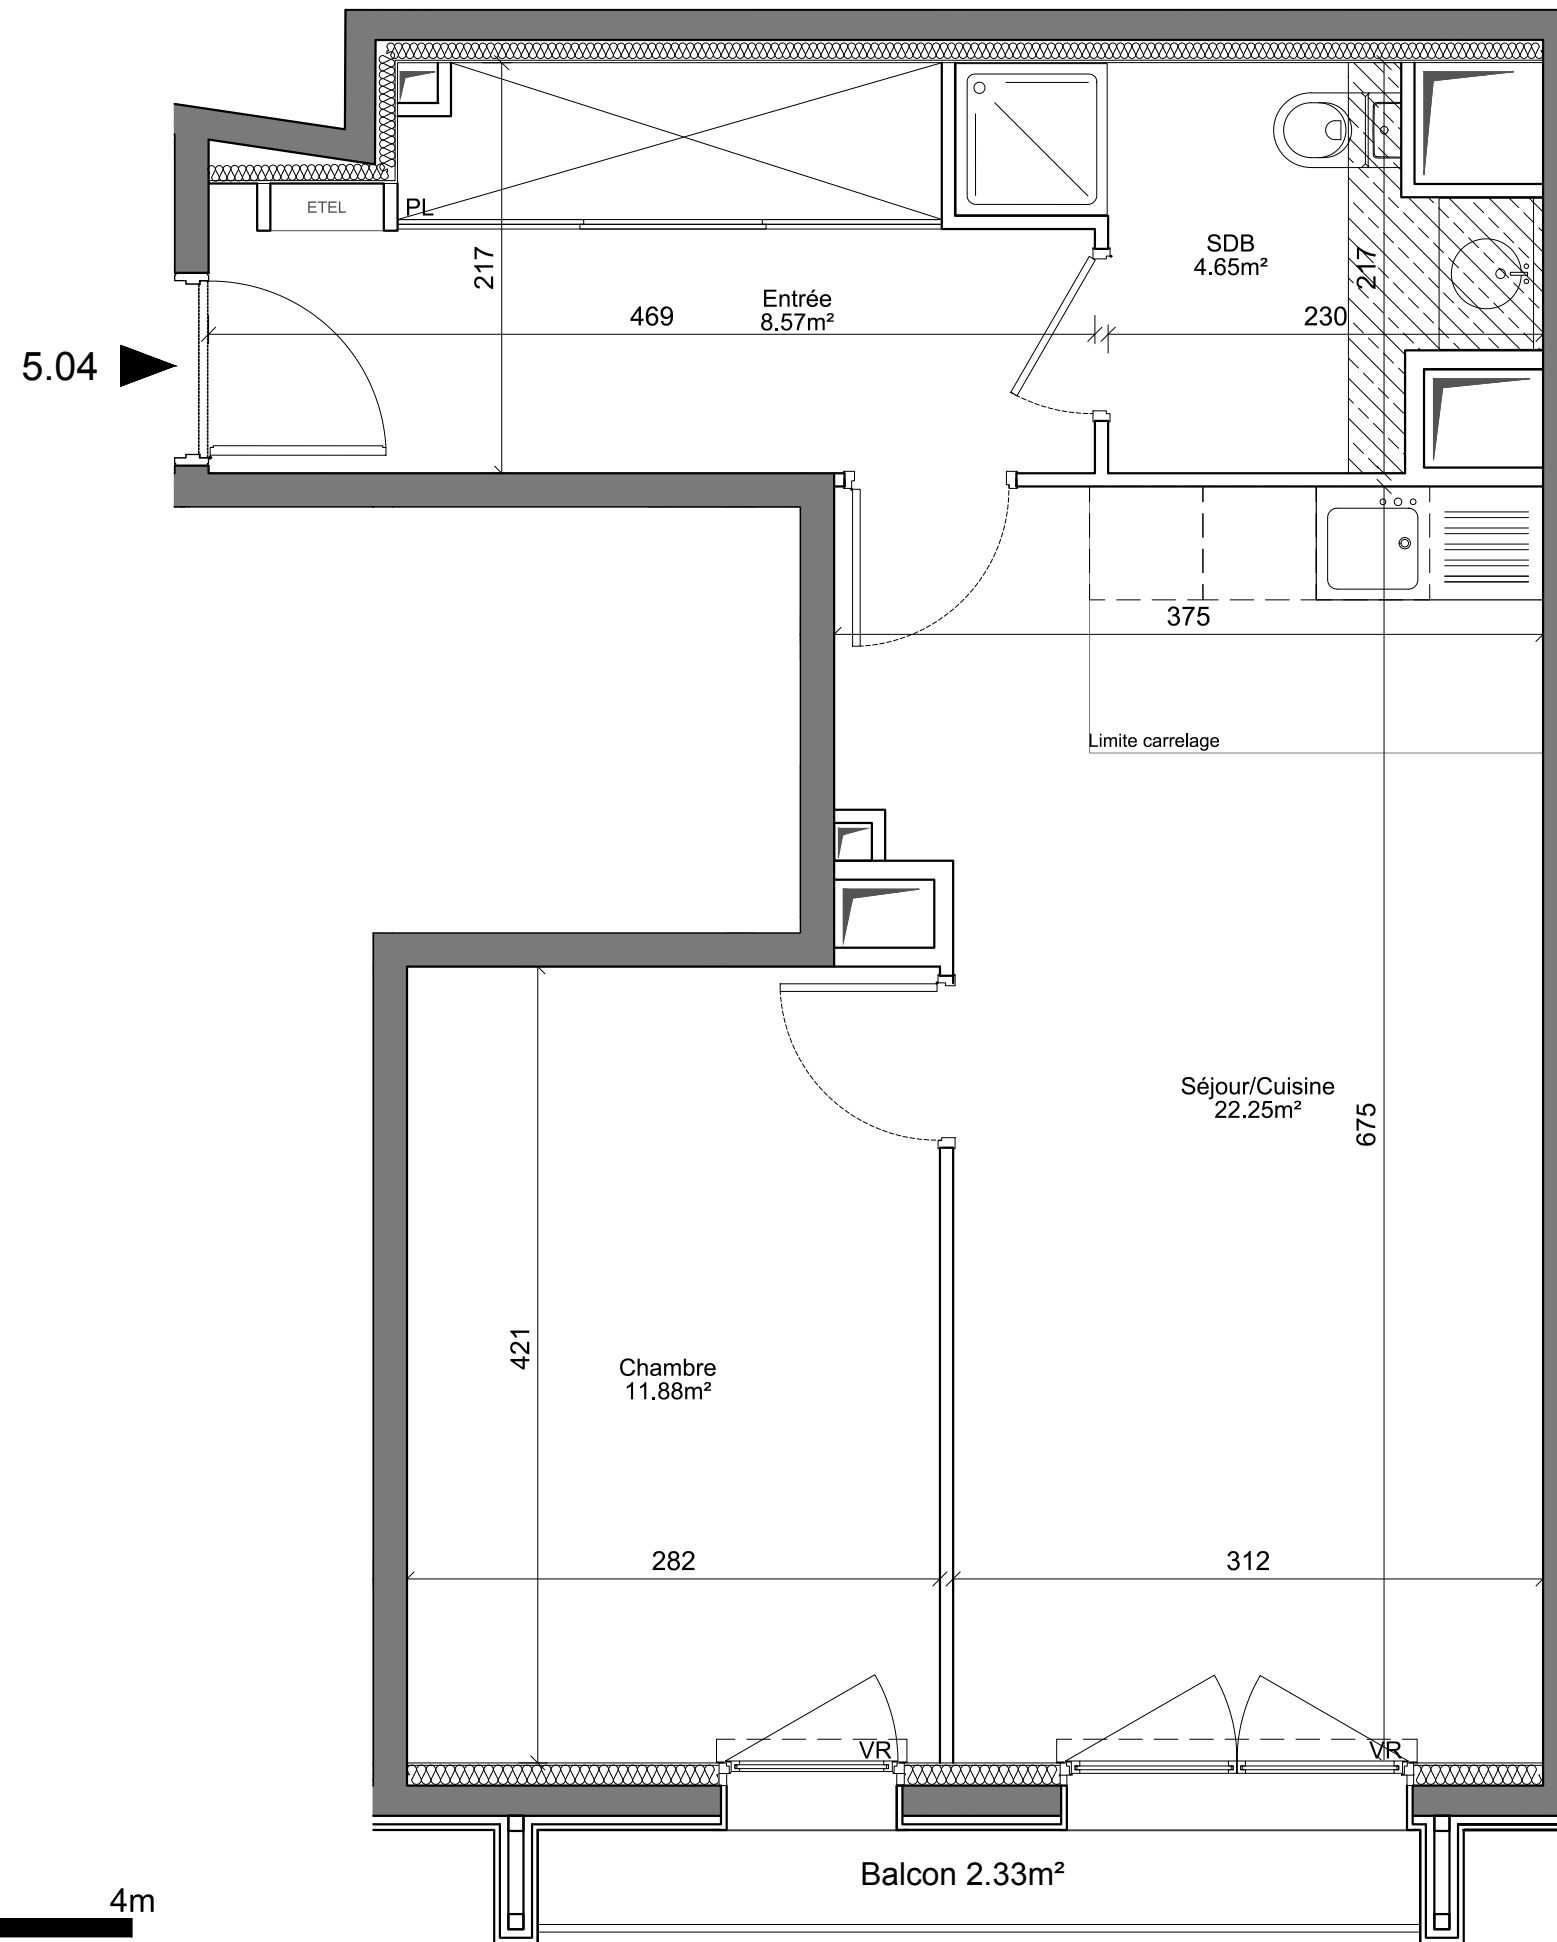 ETEL
PL
217
SDB
4.65m²
217
Entrée
8.57m²
469
230
5.04
375
Limite carrelage
Séjour/Cuisine
22.25m²
675
421
Chambre
11.88m²
282
312
VR
VR
Balcon 2.33m²
4m